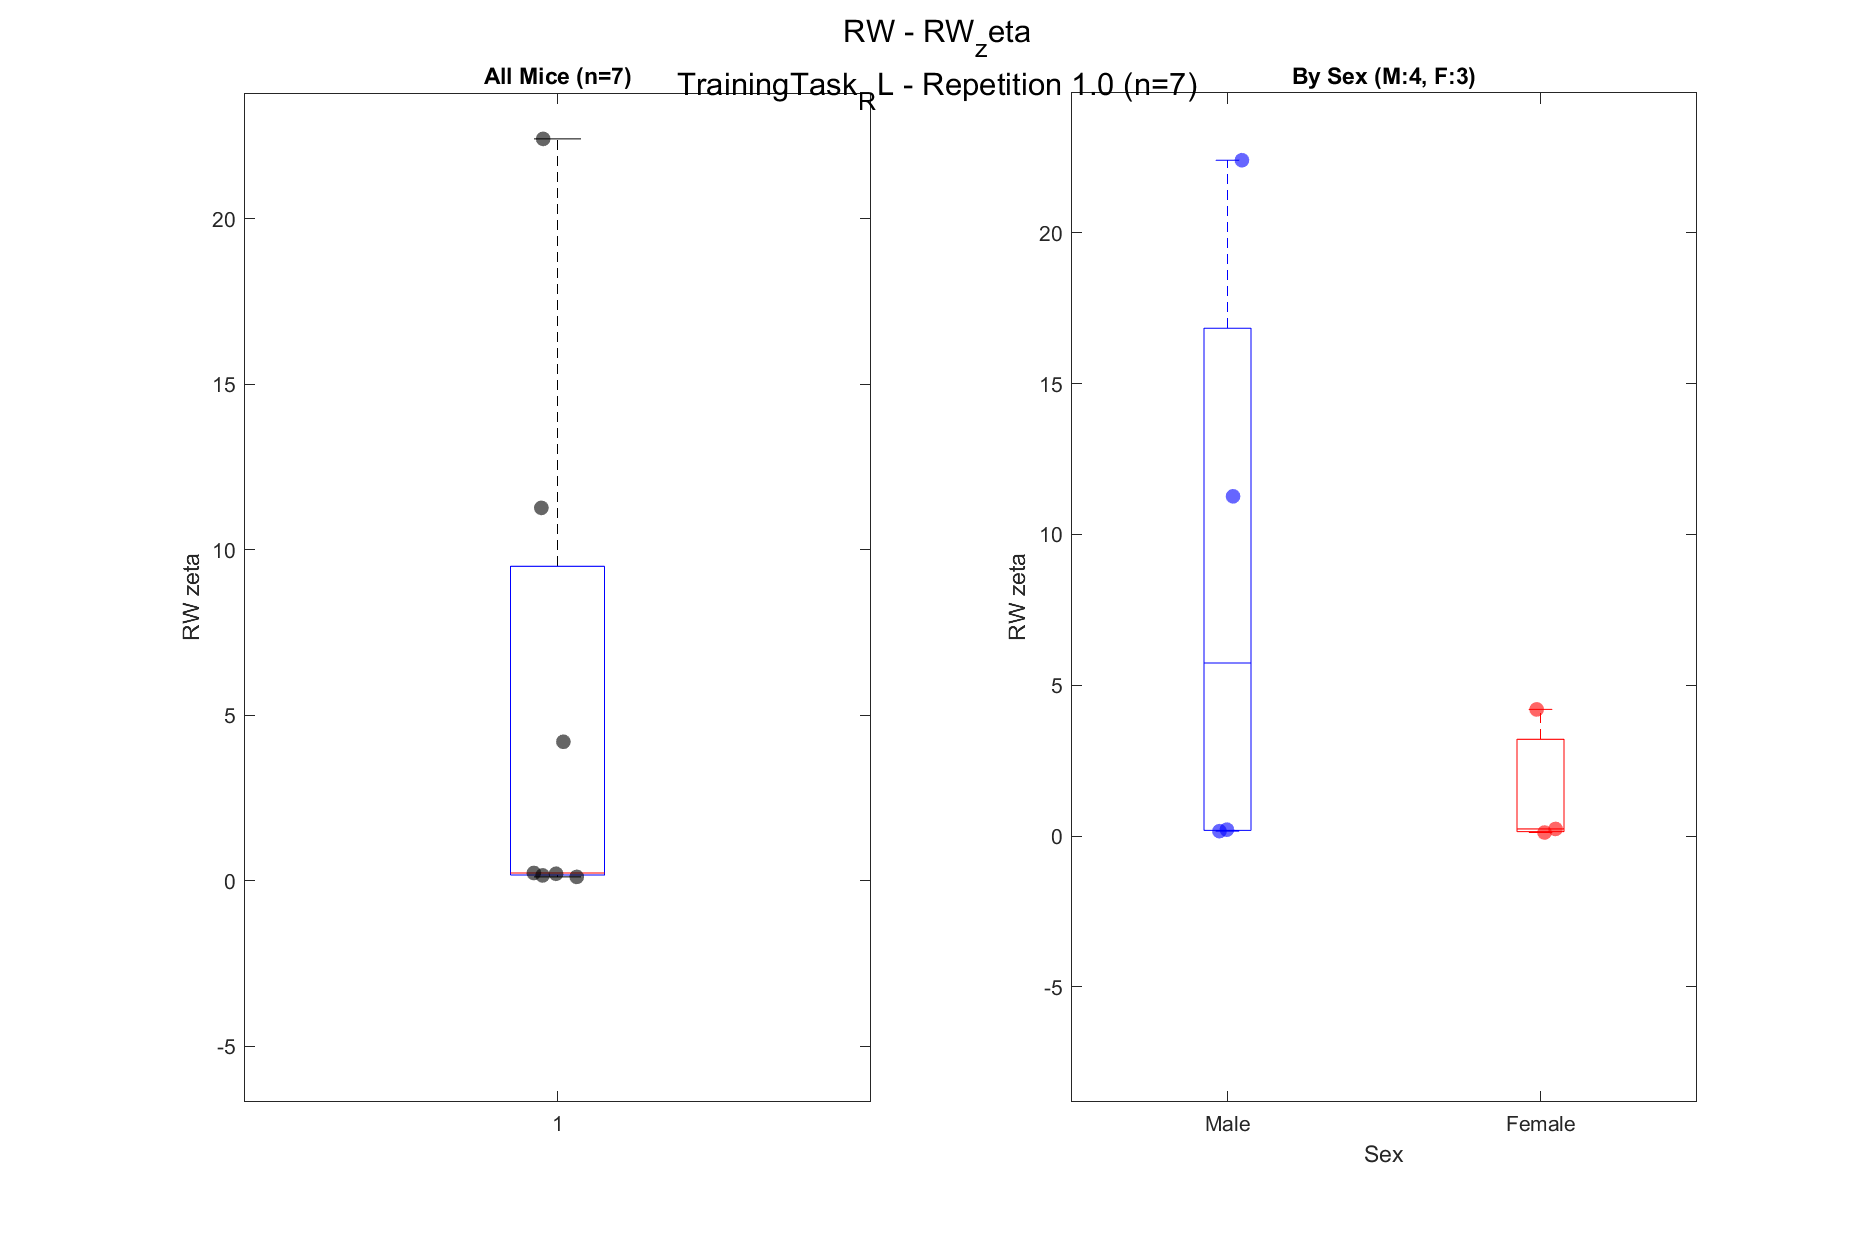 RW - RW_zeta
TrainingTask_RL - Repetition 1.0 (n=7)
All Mice (n=7)
RW zeta
20
15
10
5
0
-5
1
By Sex (M:4, F:3)
RW zeta
20
15
10
5
0
-5
Male Female
Sex